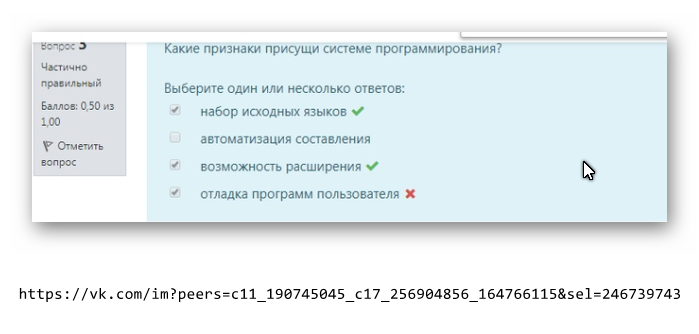 Вопрос 3
Какие признаки присущи системе программирования?
Частично
правильный
Баллов: 0,50 из
1,00
Отметить
вопрос
Выберите один или несколько ответов:
набор исходных языков
автоматизация составления
возможность расширения
отладка программ пользователя
https://vk.com/im?peers=c11_190745045_c17_256904856_164766115&sel=246739743